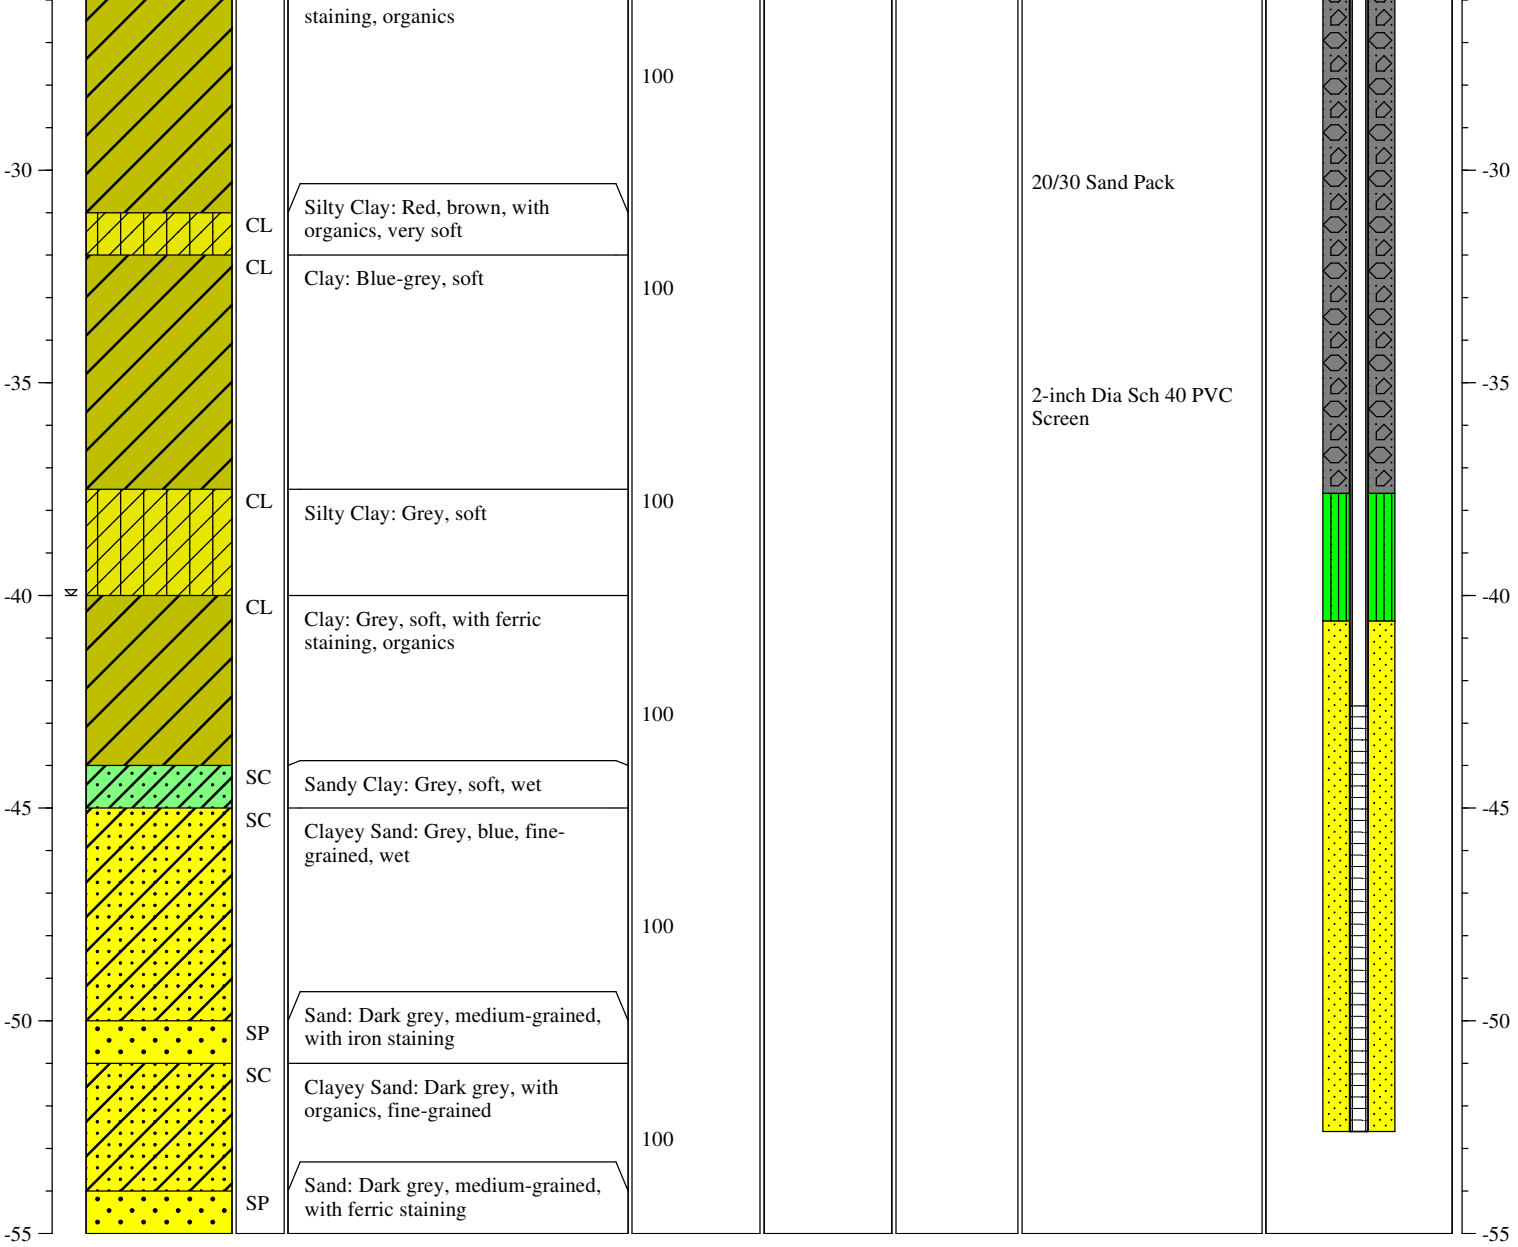 staining, organics
100
-30
20/30 Sand Pack
-30
CL
Silty Clay: Red, brown, with
organics, very soft
CL
Clay: Blue-grey, soft
100
-35
2-inch Dia Sch 40 PVC
Screen
-35
CL
Silty Clay: Grey, soft
100
-40
CL
Clay: Grey, soft, with ferric
staining, organics
-40
100
SC
Sandy Clay: Grey, soft, wet
-45
SC
Clayey Sand: Grey, blue, fine-
grained, wet
-45
100
-50
SP
Sand: Dark grey, medium-grained,
with iron staining
-50
SC
Clayey Sand: Dark grey, with
organics, fine-grained
100
SP
Sand: Dark grey, medium-grained,
with ferric staining
-55
-55